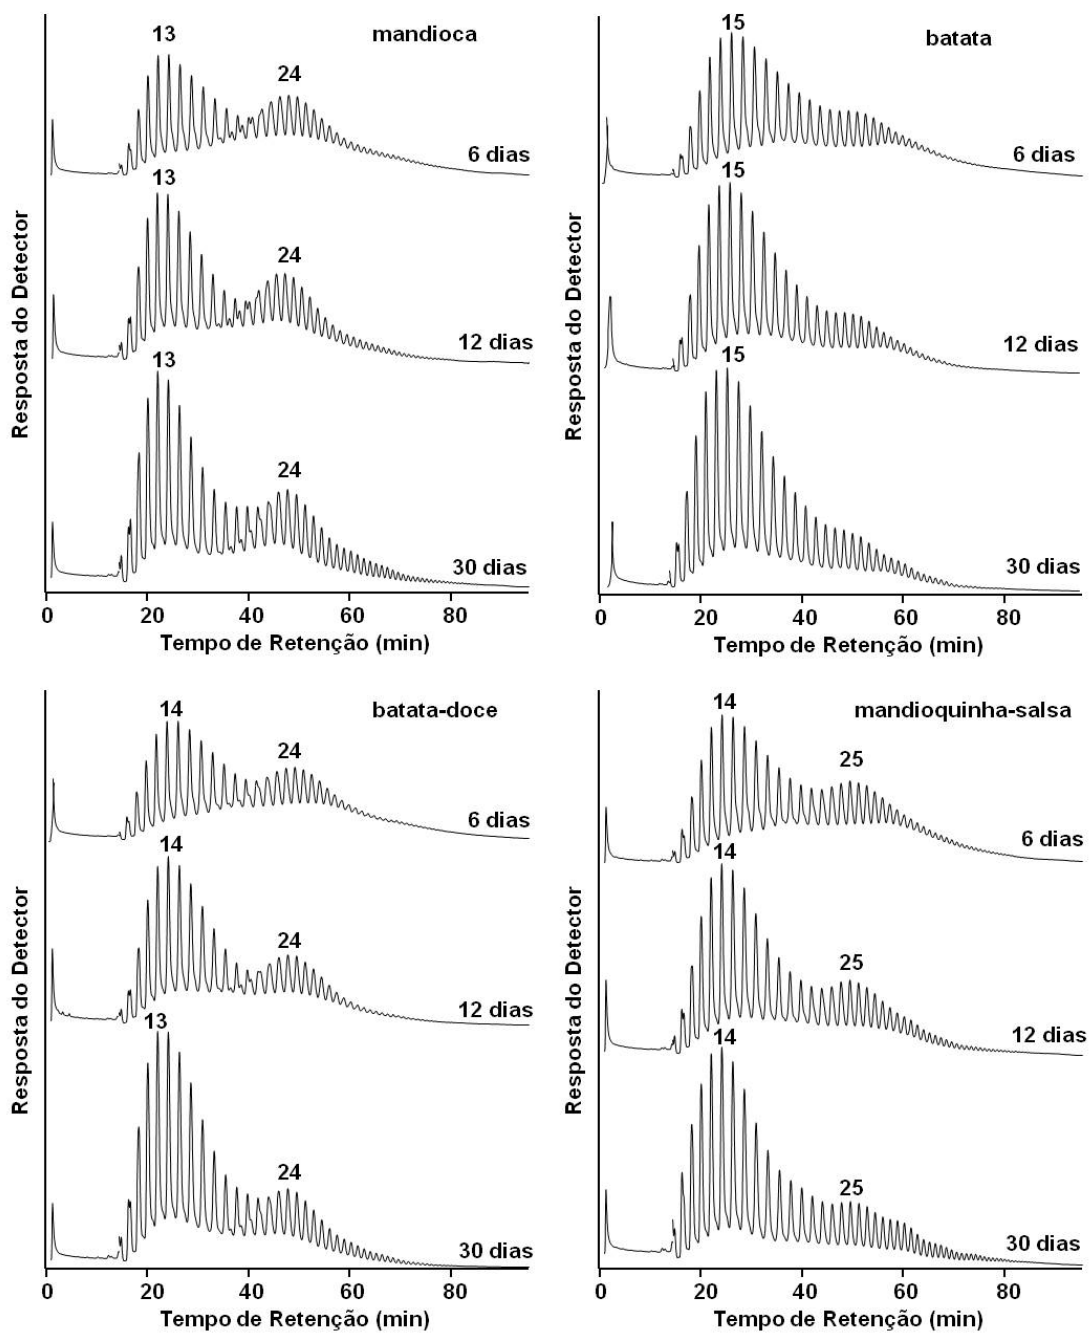 13
mandioca
24
6 dias
13
24
12 dias
13
24
30 dias
Resposta do Detector
0 20 40 60 80
Tempo de Retenção (min)
15
batata
6 dias
15
12 dias
15
30 dias
Resposta do Detector
0 20 40 60 80
Tempo de Retenção (min)
14
batata-doce
24
6 dias
14
24
12 dias
13
24
30 dias
Resposta do Detector
0 20 40 60 80
Tempo de Retenção (min)
14
mandioquinha-salsa
25
6 dias
14
25
12 dias
14
25
30 dias
Resposta do Detector
0 20 40 60 80
Tempo de Retenção (min)